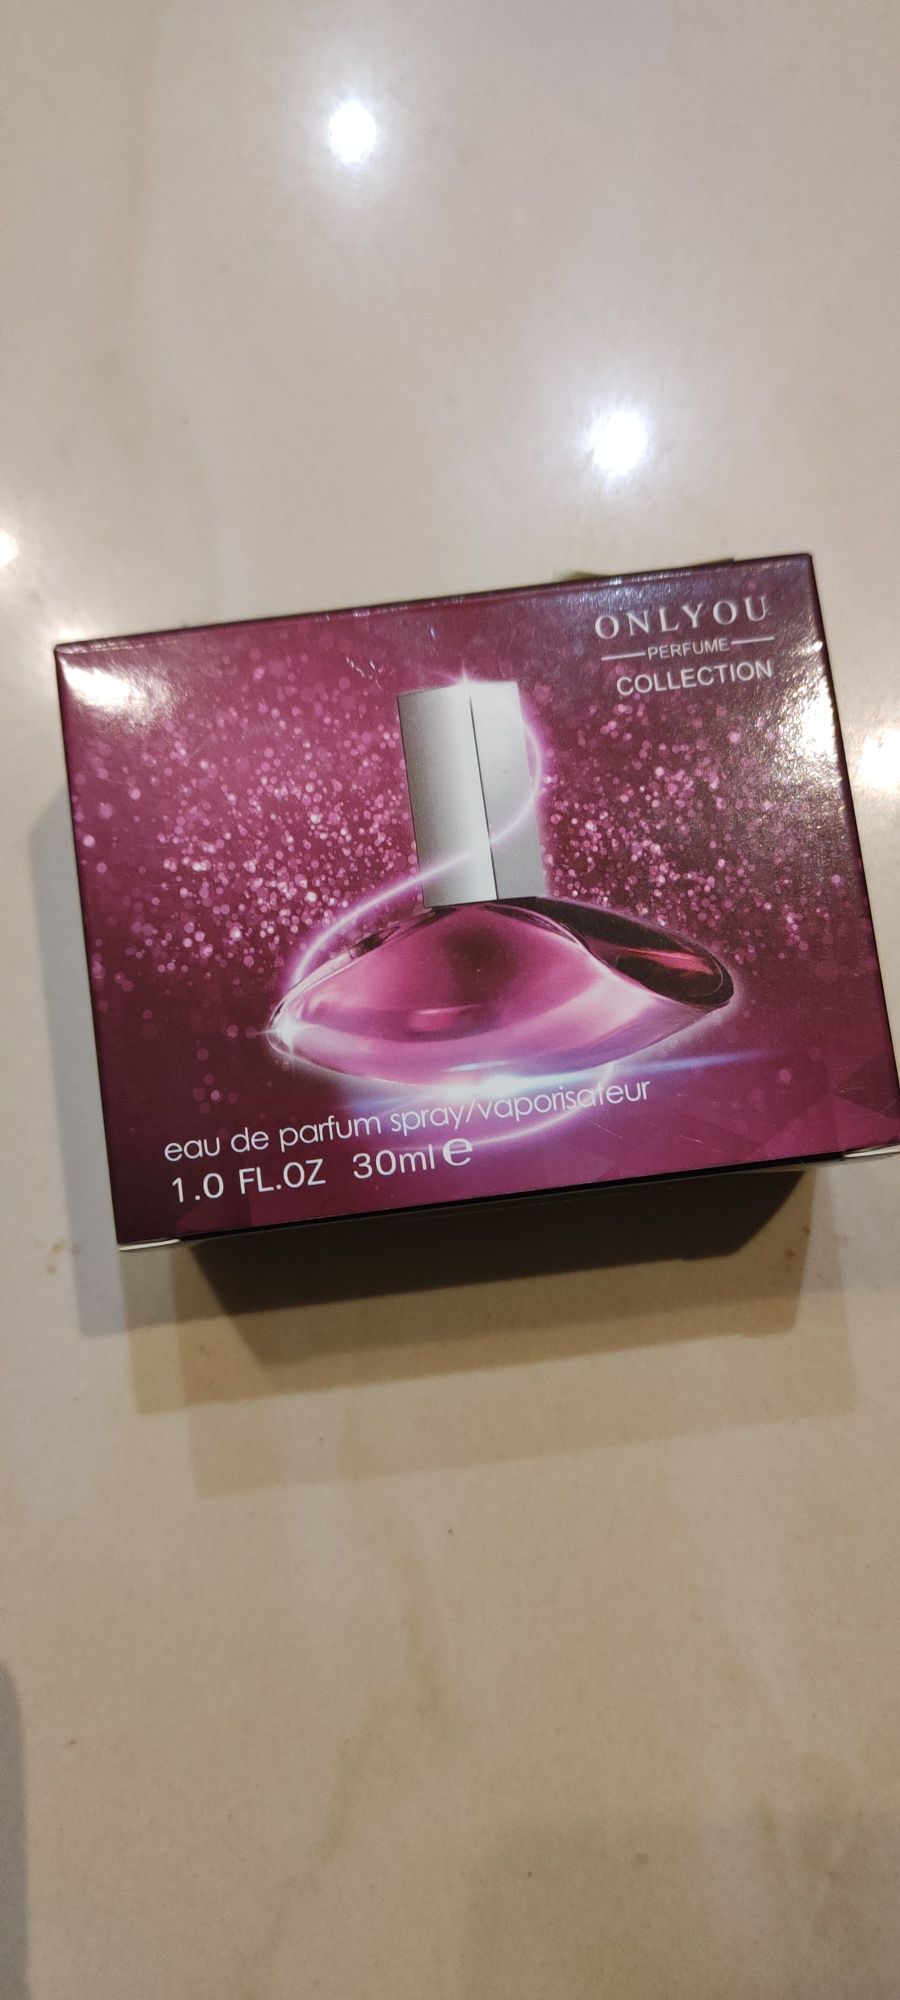 ONLYOU
PERFUME
COLLECTION
eau de parfum spray/vaporisateur
1.0 FL.OZ 30ml ℮